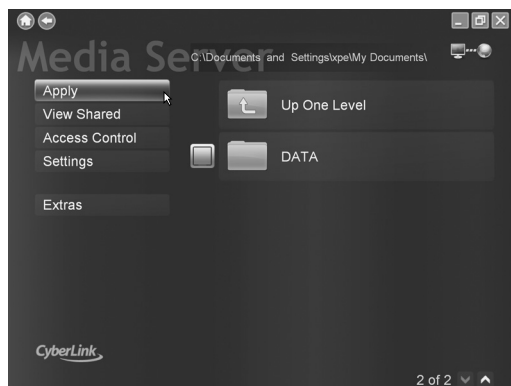 Media Server
C:\Documents and Settings\xpe\My Documents\
Apply
View Shared
Access Control
Settings
Extras
Up One Level
DATA
CyberLink
2 of 2